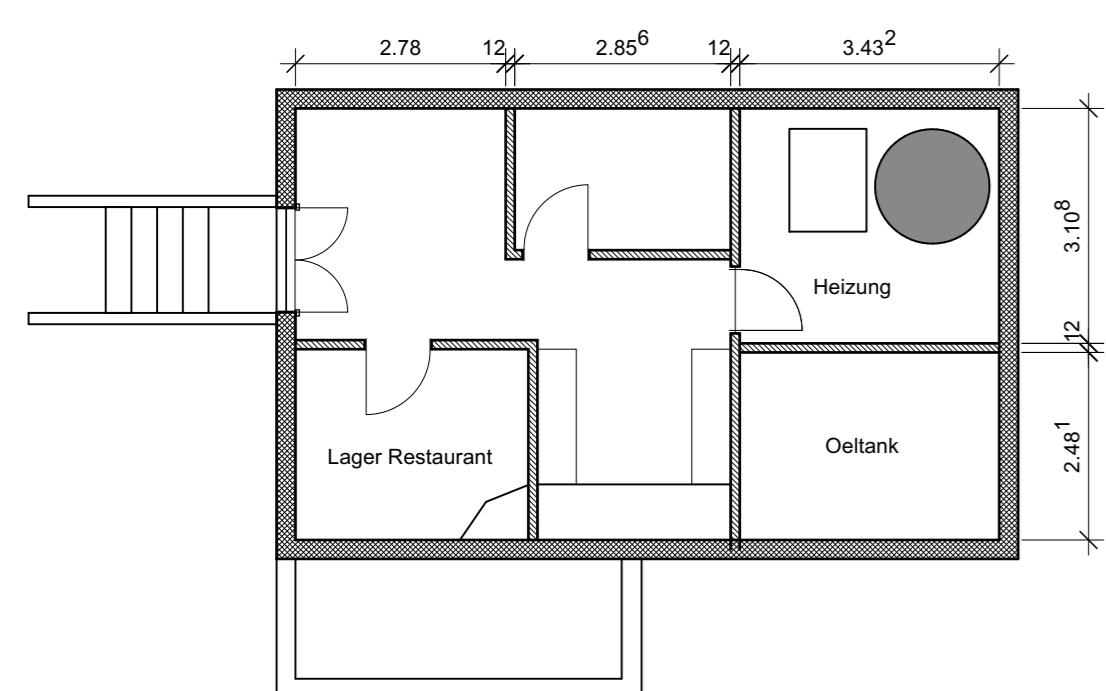 2.78 12 2.85⁶ 12 3.43²
3.10⁸
Heizung
12
Oeltank
Lager Restaurant
2.48¹